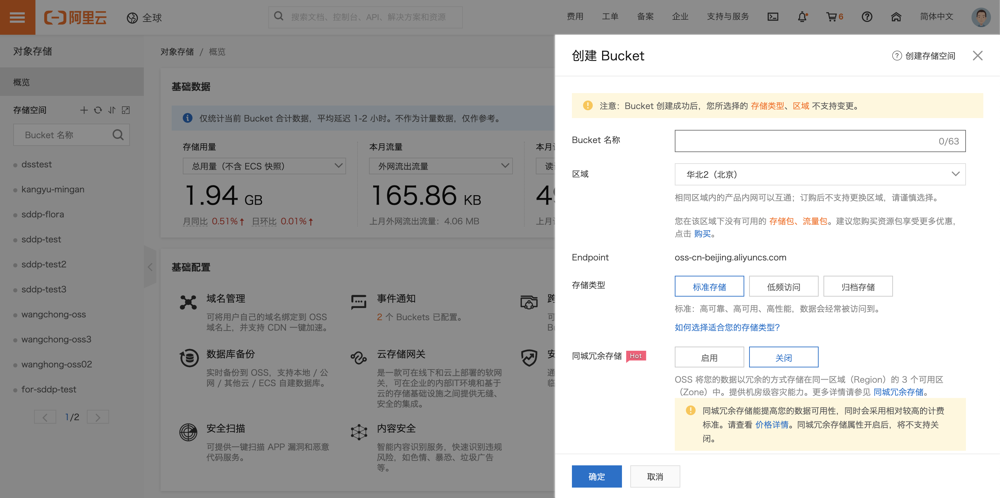 阿里云
全球
搜索文档、控制台、API、解决方案和资源
费用
工单
备案
企业
支持与服务
6
简体中文
对象存储
概览
存储空间
Bucket 名称
dsstest
kangyu-mingan
sddp-flora
sddp-test
sddp-test2
sddp-test3
wangchong-oss
wangchong-oss3
wanghong-oss02
for-sddp-test
1/2
对象存储 / 概览
基础数据
仅统计当前 Bucket 合计数据，平均延迟 1-2 小时。不作为计量数据，仅作参考。
存储用量
总用量（不含 ECS 快照）
1.94 GB
月同比 0.51% 日环比 0.01%
本月流量
外网流出流量
165.86 KB
上月外网流出流量：4.06 MB
本月
读
4
上月
基础配置
域名管理
可将用户自己的域名绑定到 OSS
域名上，并支持 CDN 一键加速。
事件通知
2 个 Buckets 已配置。
跨
可
数据库备份
实时备份到 OSS，支持本地 / 公
网 / 其他云 / ECS 自建数据库。
云存储网关
是一款可在线下和云上部署的软网
关，可在企业的内部IT环境和基于
云的存储基础设施之间提供无缝、
安全的集成。
安
通
临
安全扫描
可提供一键扫描 APP 漏洞和恶意
代码服务。
内容安全
智能内容识别服务，快速识别违规
风险，如色情、暴恐、垃圾广告
等。
创建 Bucket
创建存储空间
注意：Bucket 创建成功后，您所选择的 存储类型、区域 不支持变更。
Bucket 名称
0/63
区域
华北2（北京）
相同区域内的产品内网可以互通；订购后不支持更换区域，请谨慎选择。
您在该区域下没有可用的 存储包、流量包。建议您购买资源包享受更多优惠，
点击 购买。
Endpoint
oss-cn-beijing.aliyuncs.com
存储类型
标准存储
低频访问
归档存储
标准：高可靠、高可用、高性能，数据会经常被访问到。
如何选择适合您的存储类型？
同城冗余存储 Hot
启用
关闭
OSS 将您的数据以冗余的方式存储在同一区域（Region）的 3 个可用区
（Zone）中。提供机房级容灾能力。更多详情请参见 同城冗余存储。
同城冗余存储能提高您的数据可用性，同时会采用相对较高的计费
标准。请查看 价格详情。同城冗余存储属性开启后，将不支持关
闭。
确定
取消